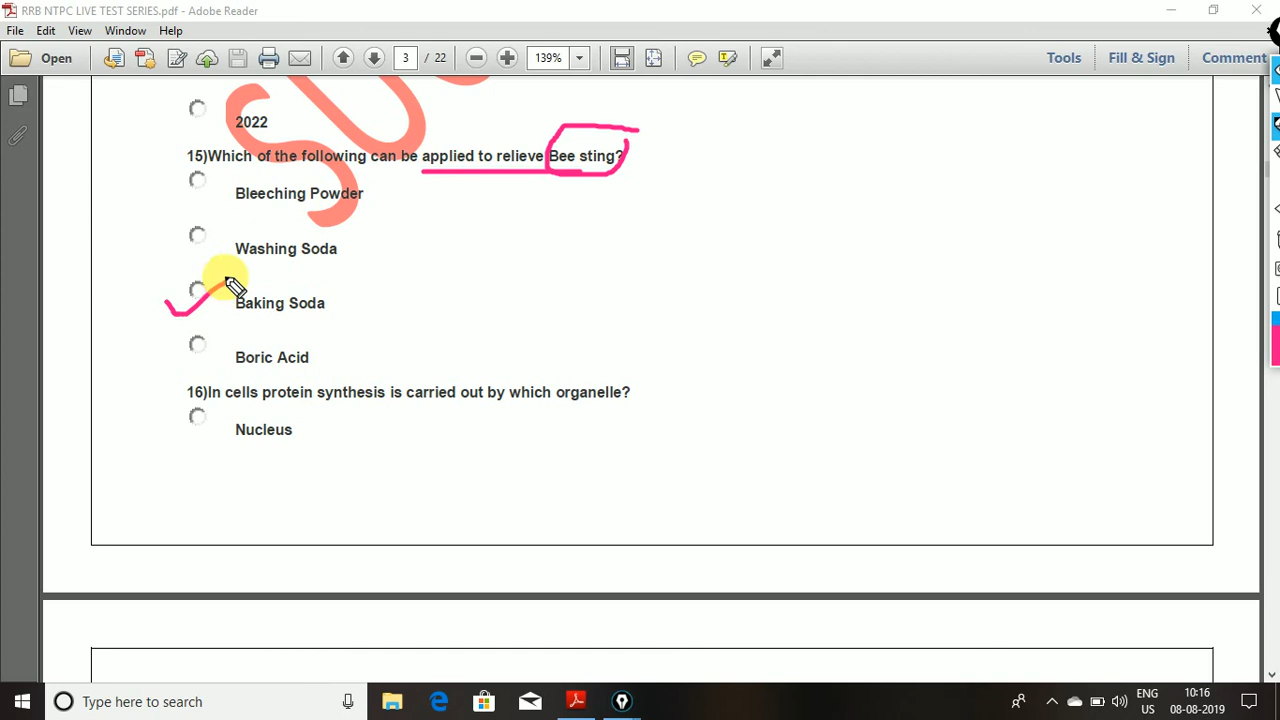 RRB NTPC LIVE TEST SERIES.pdf - Adobe Reader
File Edit View Window Help
Open 3 / 22 139% Tools Fill & Sign Comment
2022
15)Which of the following can be applied to relieve Bee sting?
Bleeching Powder
Washing Soda
Baking Soda
Boric Acid
16)In cells protein synthesis is carried out by which organelle?
Nucleus
Type here to search
ENG 10:16
US 08-08-2019